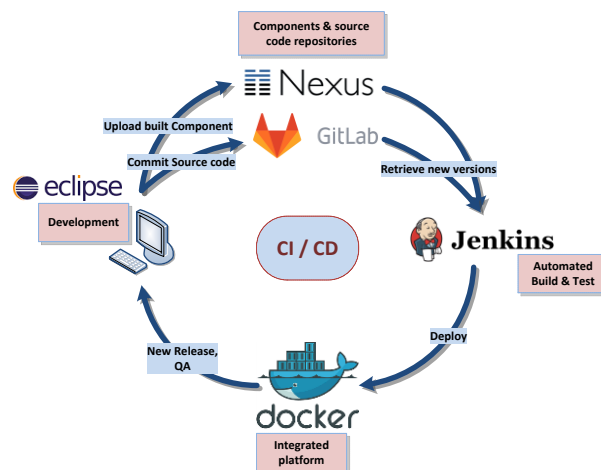 Components & source
code repositories
Nexus
Upload built Component
GitLab
Commit Source code
Retrieve new versions
eclipse
Development
CI / CD
Jenkins
Automated
Build & Test
Deploy
New Release,
QA
docker
Integrated
platform